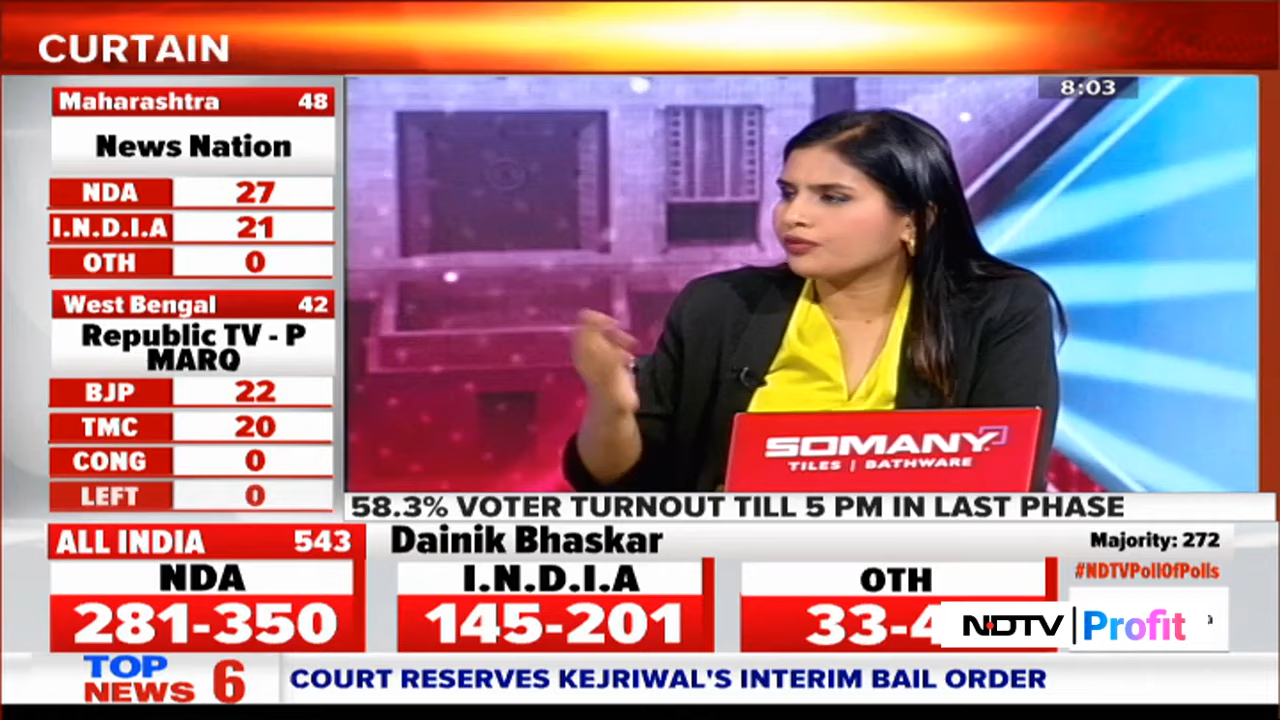 CURTAIN
8:03
Maharashtra 48
News Nation
NDA 27
I.N.D.I.A 21
OTH 0
West Bengal 42
Republic TV - P
MARQ
BJP 22
TMC 20
CONG 0
LEFT 0
SOMANY
TILES | BATHWARE
58.3% VOTER TURNOUT TILL 5 PM IN LAST PHASE
ALL INDIA 543
Dainik Bhaskar
Majority: 272
#NDTVPollOfPolls
NDA
281-350
I.N.D.I.A
145-201
OTH
33-4
NDTV | Profit
TOP
NEWS 6
COURT RESERVES KEJRIWAL'S INTERIM BAIL ORDER